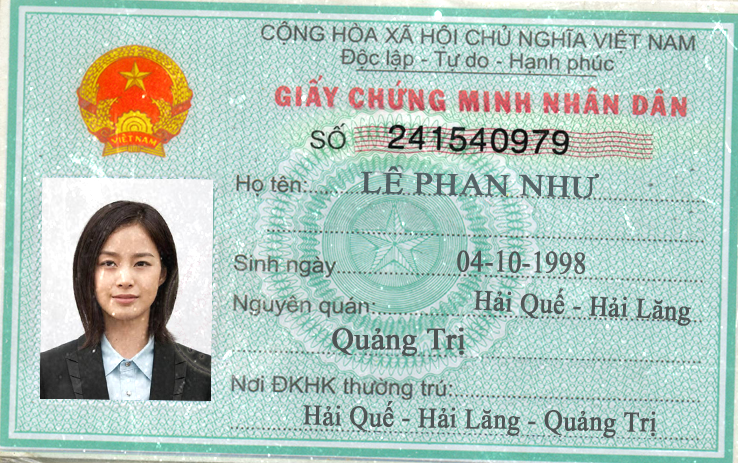 CỘNG HÒA XÃ HỘI CHỦ NGHĨA VIỆT NAM
Độc lập - Tự do - Hạnh phúc
GIẤY CHỨNG MINH NHÂN DÂN
SỐ 241540979
VIỆT NAM
Họ tên: LÊ PHAN NHƯ
Sinh ngày 04-10-1998
Nguyên quán: Hải Quế - Hải Lăng
Quảng Trị
Nơi ĐKHK thường trú:
Hải Quế - Hải Lăng - Quảng Trị